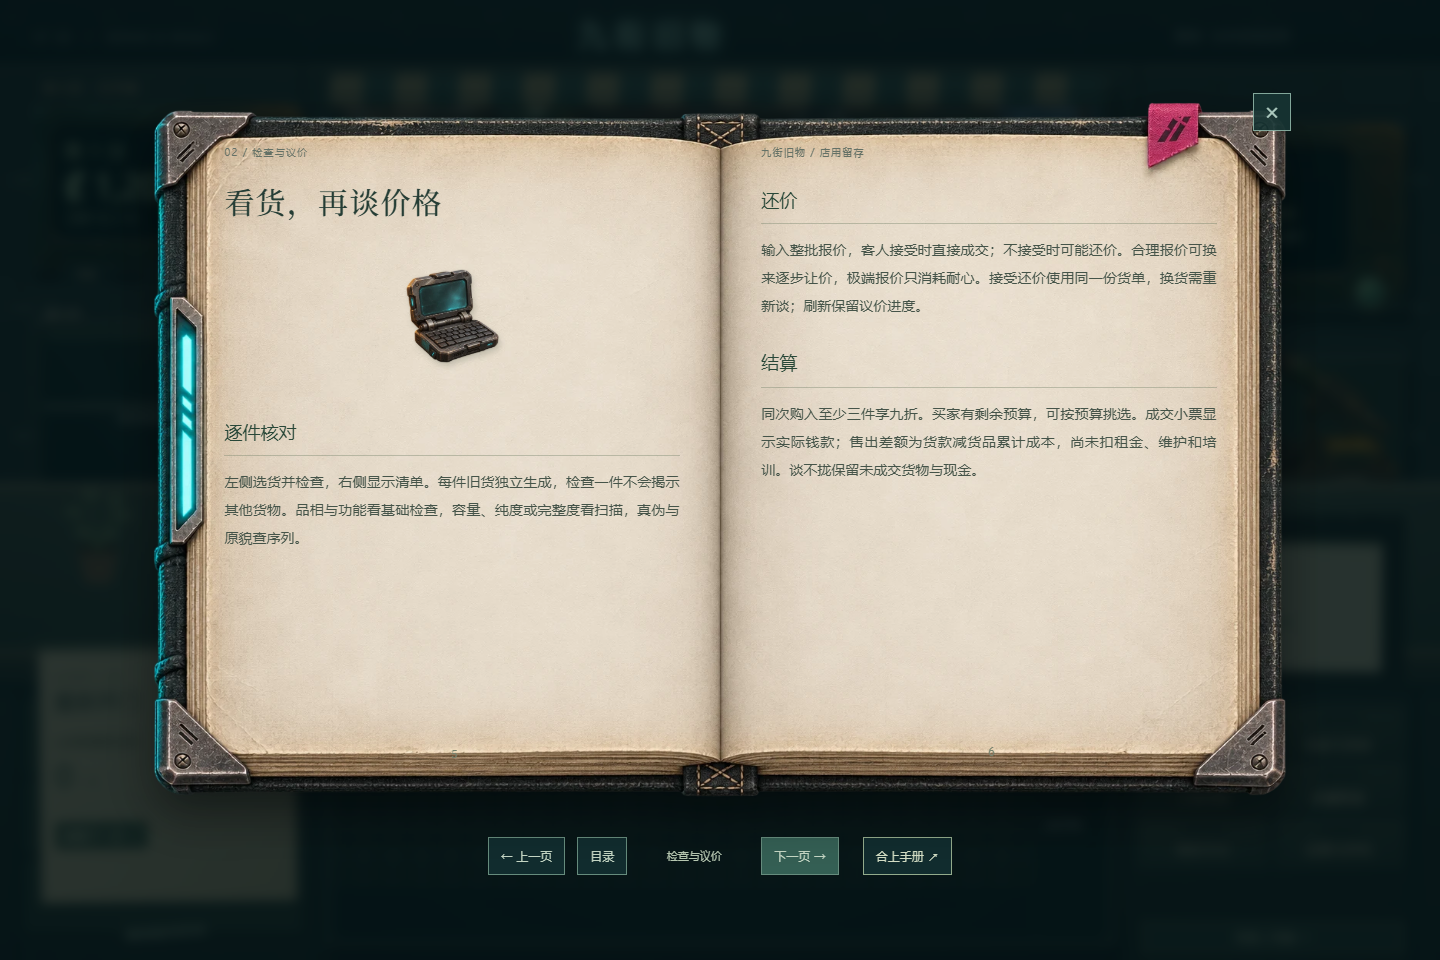 02 / 检查与议价
看货，再谈价格
逐件核对
左侧选货并检查，右侧显示清单。每件旧货独立生成，检查一件不会揭示
其他货物。品相与功能看基础检查，容量、纯度或完整度看扫描，真伪与
原貌查序列。
九街旧物 / 店用留存
还价
输入整批报价，客人接受时直接成交；不接受时可能还价。合理报价可换
来逐步让价，极端报价只消耗耐心。接受还价使用同一份货单，换货需重
新谈；刷新保留议价进度。
结算
同次购入至少三件享九折。买家有剩余预算，可按预算挑选。成交小票显
示实际钱款；售出差额为货款减货品累计成本，尚未扣租金、维护和培
训。谈不拢保留未成交货物与现金。
6
×
← 上一页
目录
检查与议价
下一页 →
合上手册 ↗